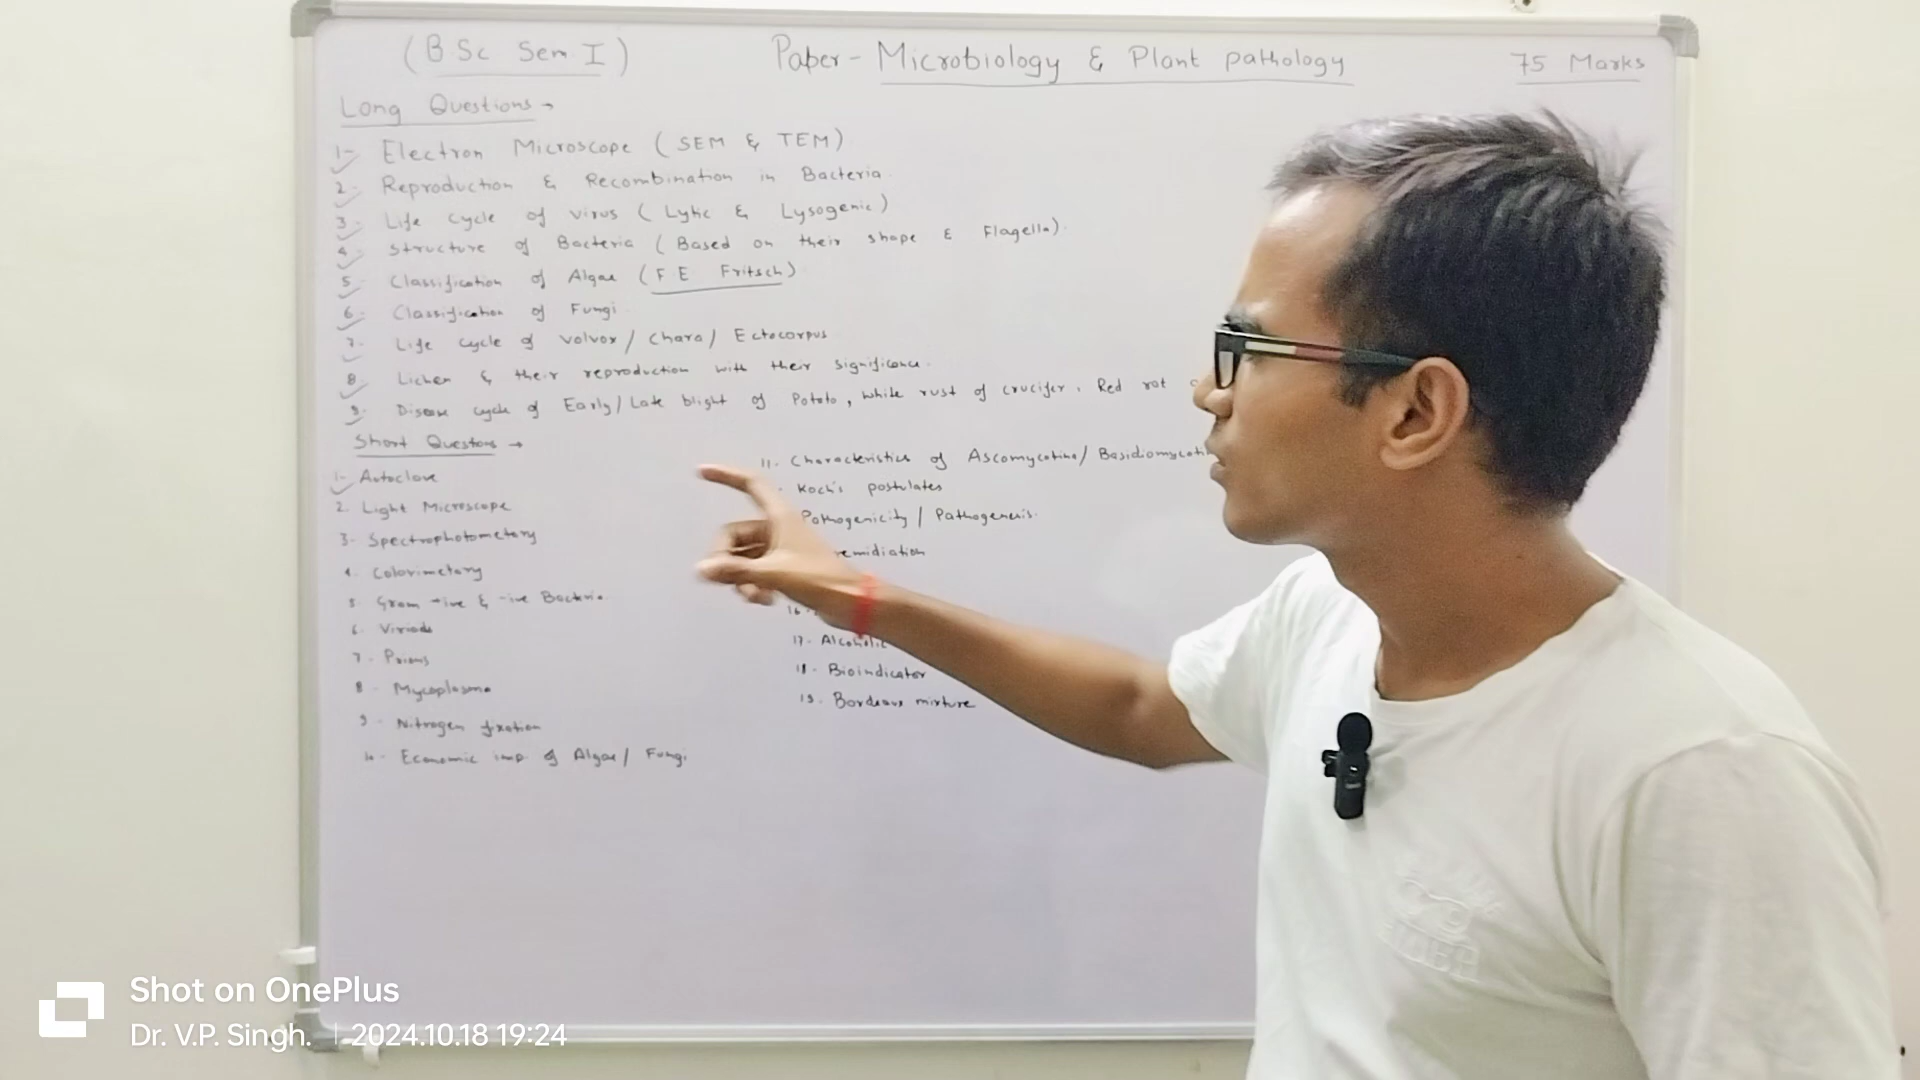 (B.Sc Sem I) Paper - Microbiology & Plant pathology 75 Marks
Long Questions →
1- Electron Microscope (SEM & TEM)
2- Reproduction & Recombination in Bacteria
3- Life cycle of virus (Lytic & Lysogenic)
4- Structure of Bacteria (Based on their shape & Flagella).
5- Classification of Algae (F E Fritsch)
6- Classification of Fungi
7- Life cycle of Volvox / Chara / Ectocarpus
8- Lichen & their reproduction with their significance.
9- Disease cycle of Early/Late blight of Potato, while rust of crucifer, Red rot
Short Questions →
1- Autoclave
2. Light Microscope
3- Spectrophotometery
4. Colorimetery
5. Gram +ive & -ive Bacteria
6. Viriods
7- Prions
8- Mycoplasma
9- Nitrogen fixation
10- Economic imp. of Algae / Fungi
11. Characteristics of Ascomycotina/
Koch's postulates
Pathogenicity / Pathogenesis.
remidiation
16.
17- Alcoholic
18- Bioindicator
19. Bordeaux mixture
Shot on OnePlus
Dr. V.P. Singh. | 2024.10.18 19:24